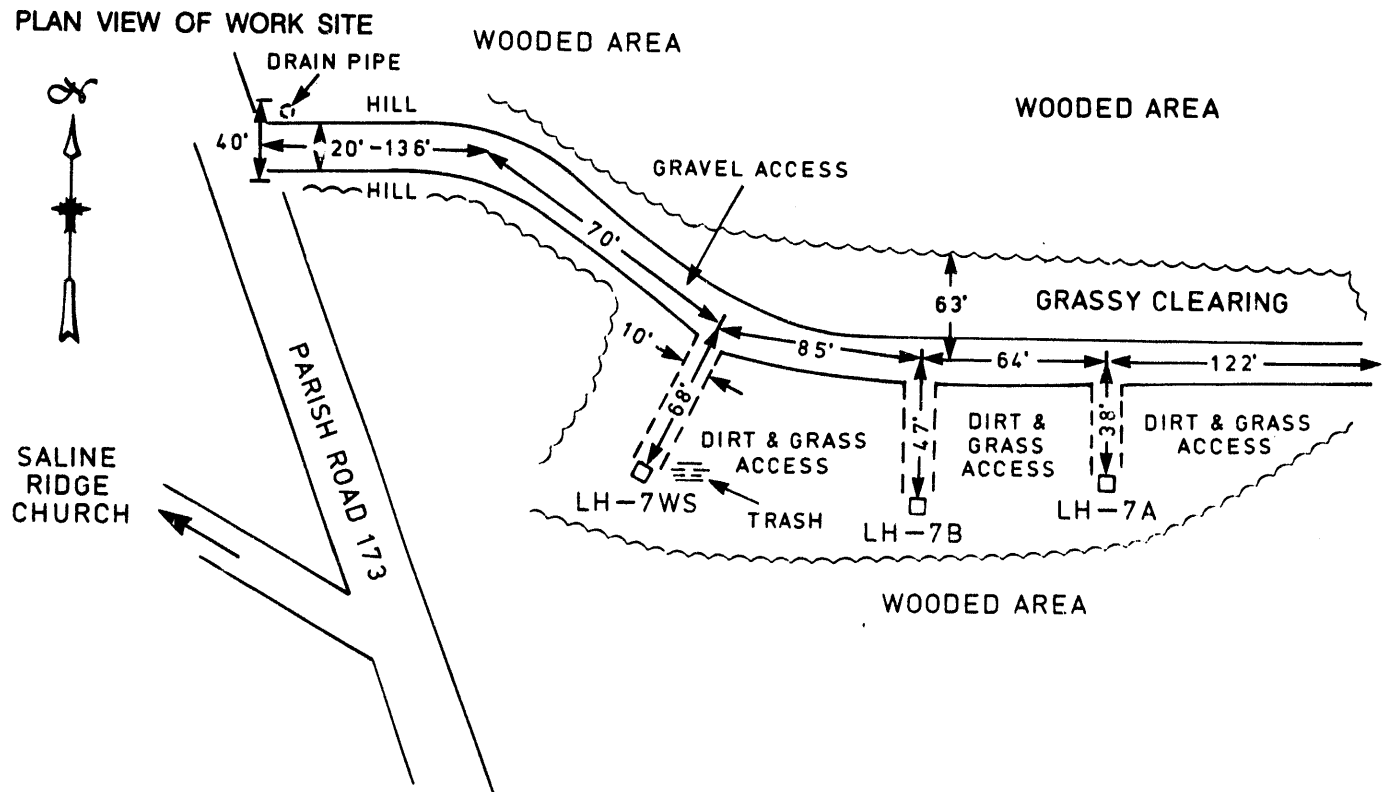 PLAN VIEW OF WORK SITE
WOODED AREA
DRAIN PIPE
WOODED AREA
N
HILL
40'
20'-136'
HILL
GRAVEL ACCESS
70'
63'
GRASSY CLEARING
10'
85'
64'
122'
PARISH ROAD 173
68'
47'
38'
DIRT & GRASS
ACCESS
DIRT &
GRASS
ACCESS
DIRT & GRASS
ACCESS
SALINE
RIDGE
CHURCH
LH-7WS
TRASH
LH-7B
LH-7A
WOODED AREA